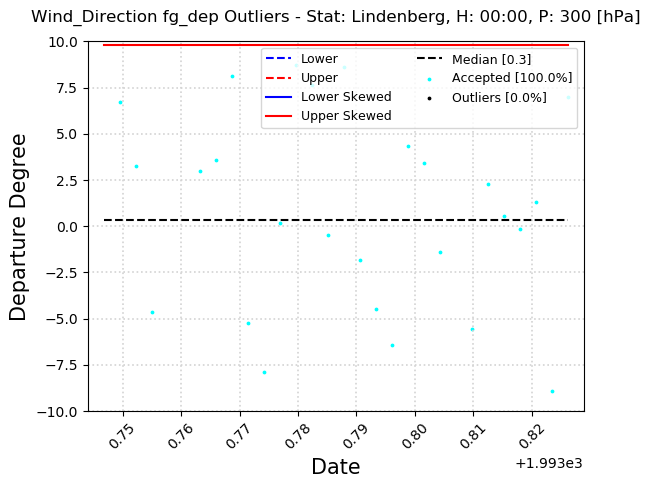 Wind_Direction fg_dep Outliers - Stat: Lindenberg, H: 00:00, P: 300 [hPa]
10.0
7.5
5.0
2.5
0.0
−2.5
−5.0
−7.5
−10.0
Departure Degree
Lower
Upper
Lower Skewed
Upper Skewed
Median [0.3]
Accepted [100.0%]
Outliers [0.0%]
0.75
0.76
0.77
0.78
0.79
0.80
0.81
0.82
+1.993e3
Date